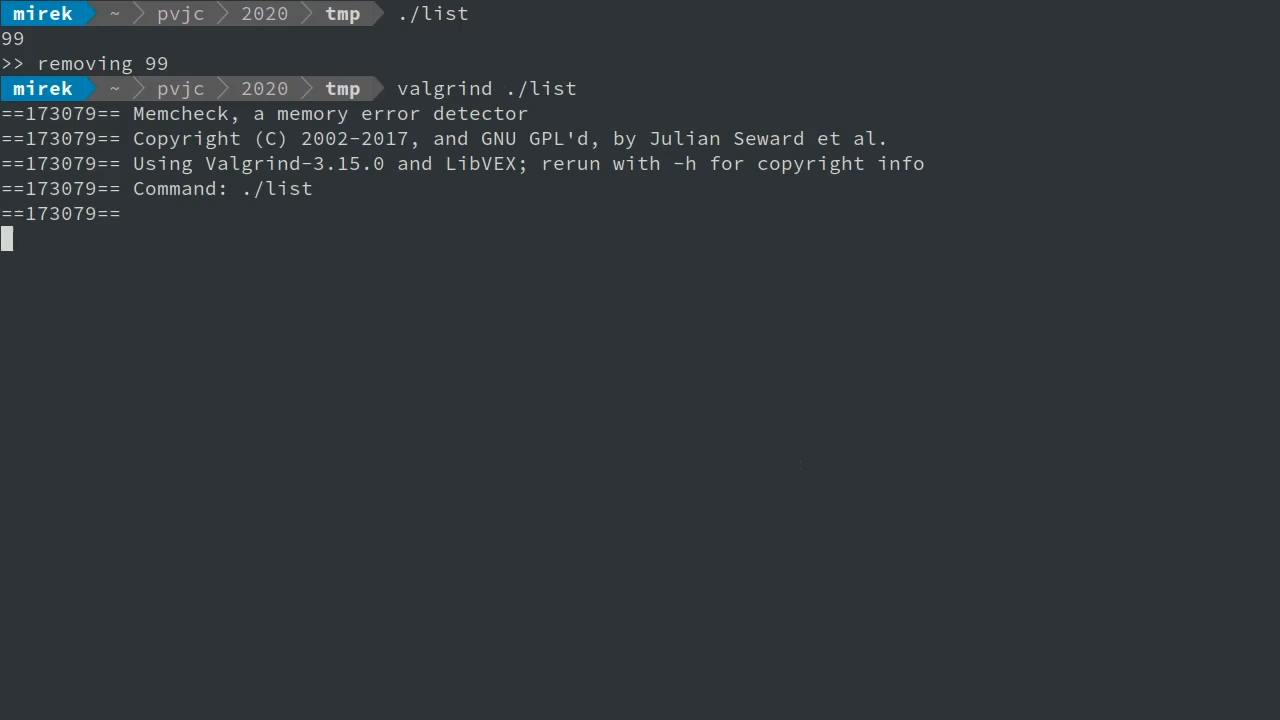 mirek ~ pvjc 2020 tmp ./list
99
>> removing 99
mirek ~ pvjc 2020 tmp valgrind ./list
==173079== Memcheck, a memory error detector
==173079== Copyright (C) 2002-2017, and GNU GPL'd, by Julian Seward et al.
==173079== Using Valgrind-3.15.0 and LibVEX; rerun with -h for copyright info
==173079== Command: ./list
==173079==